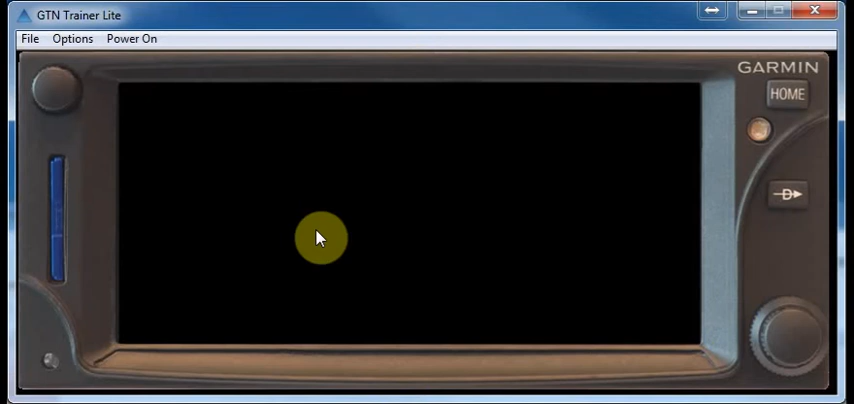 GTN Trainer Lite
File Options Power On
GARMIN
HOME
D